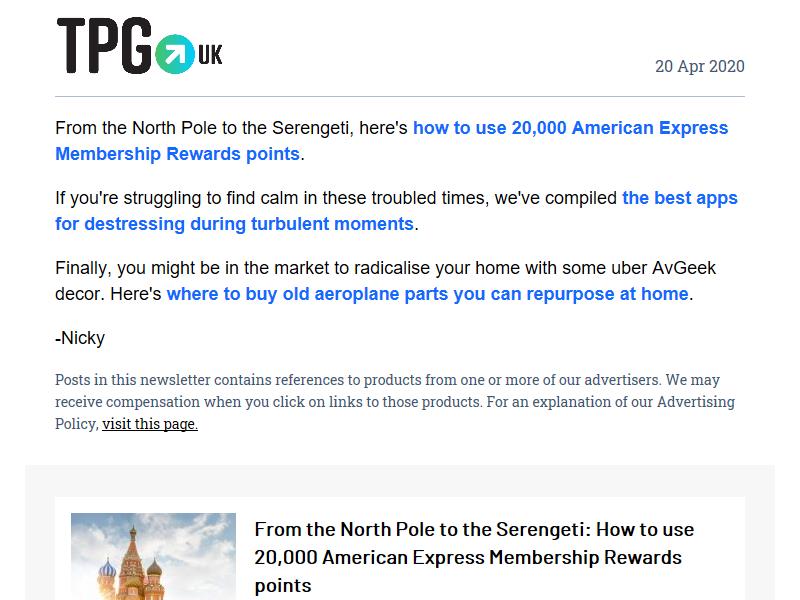 TPG UK
20 Apr 2020
From the North Pole to the Serengeti, here's how to use 20,000 American Express
Membership Rewards points.
If you're struggling to find calm in these troubled times, we've compiled the best apps
for destressing during turbulent moments.
Finally, you might be in the market to radicalise your home with some uber AvGeek
decor. Here's where to buy old aeroplane parts you can repurpose at home.
-Nicky
Posts in this newsletter contains references to products from one or more of our advertisers. We may
receive compensation when you click on links to those products. For an explanation of our Advertising
Policy, visit this page.
From the North Pole to the Serengeti: How to use
20,000 American Express Membership Rewards
points